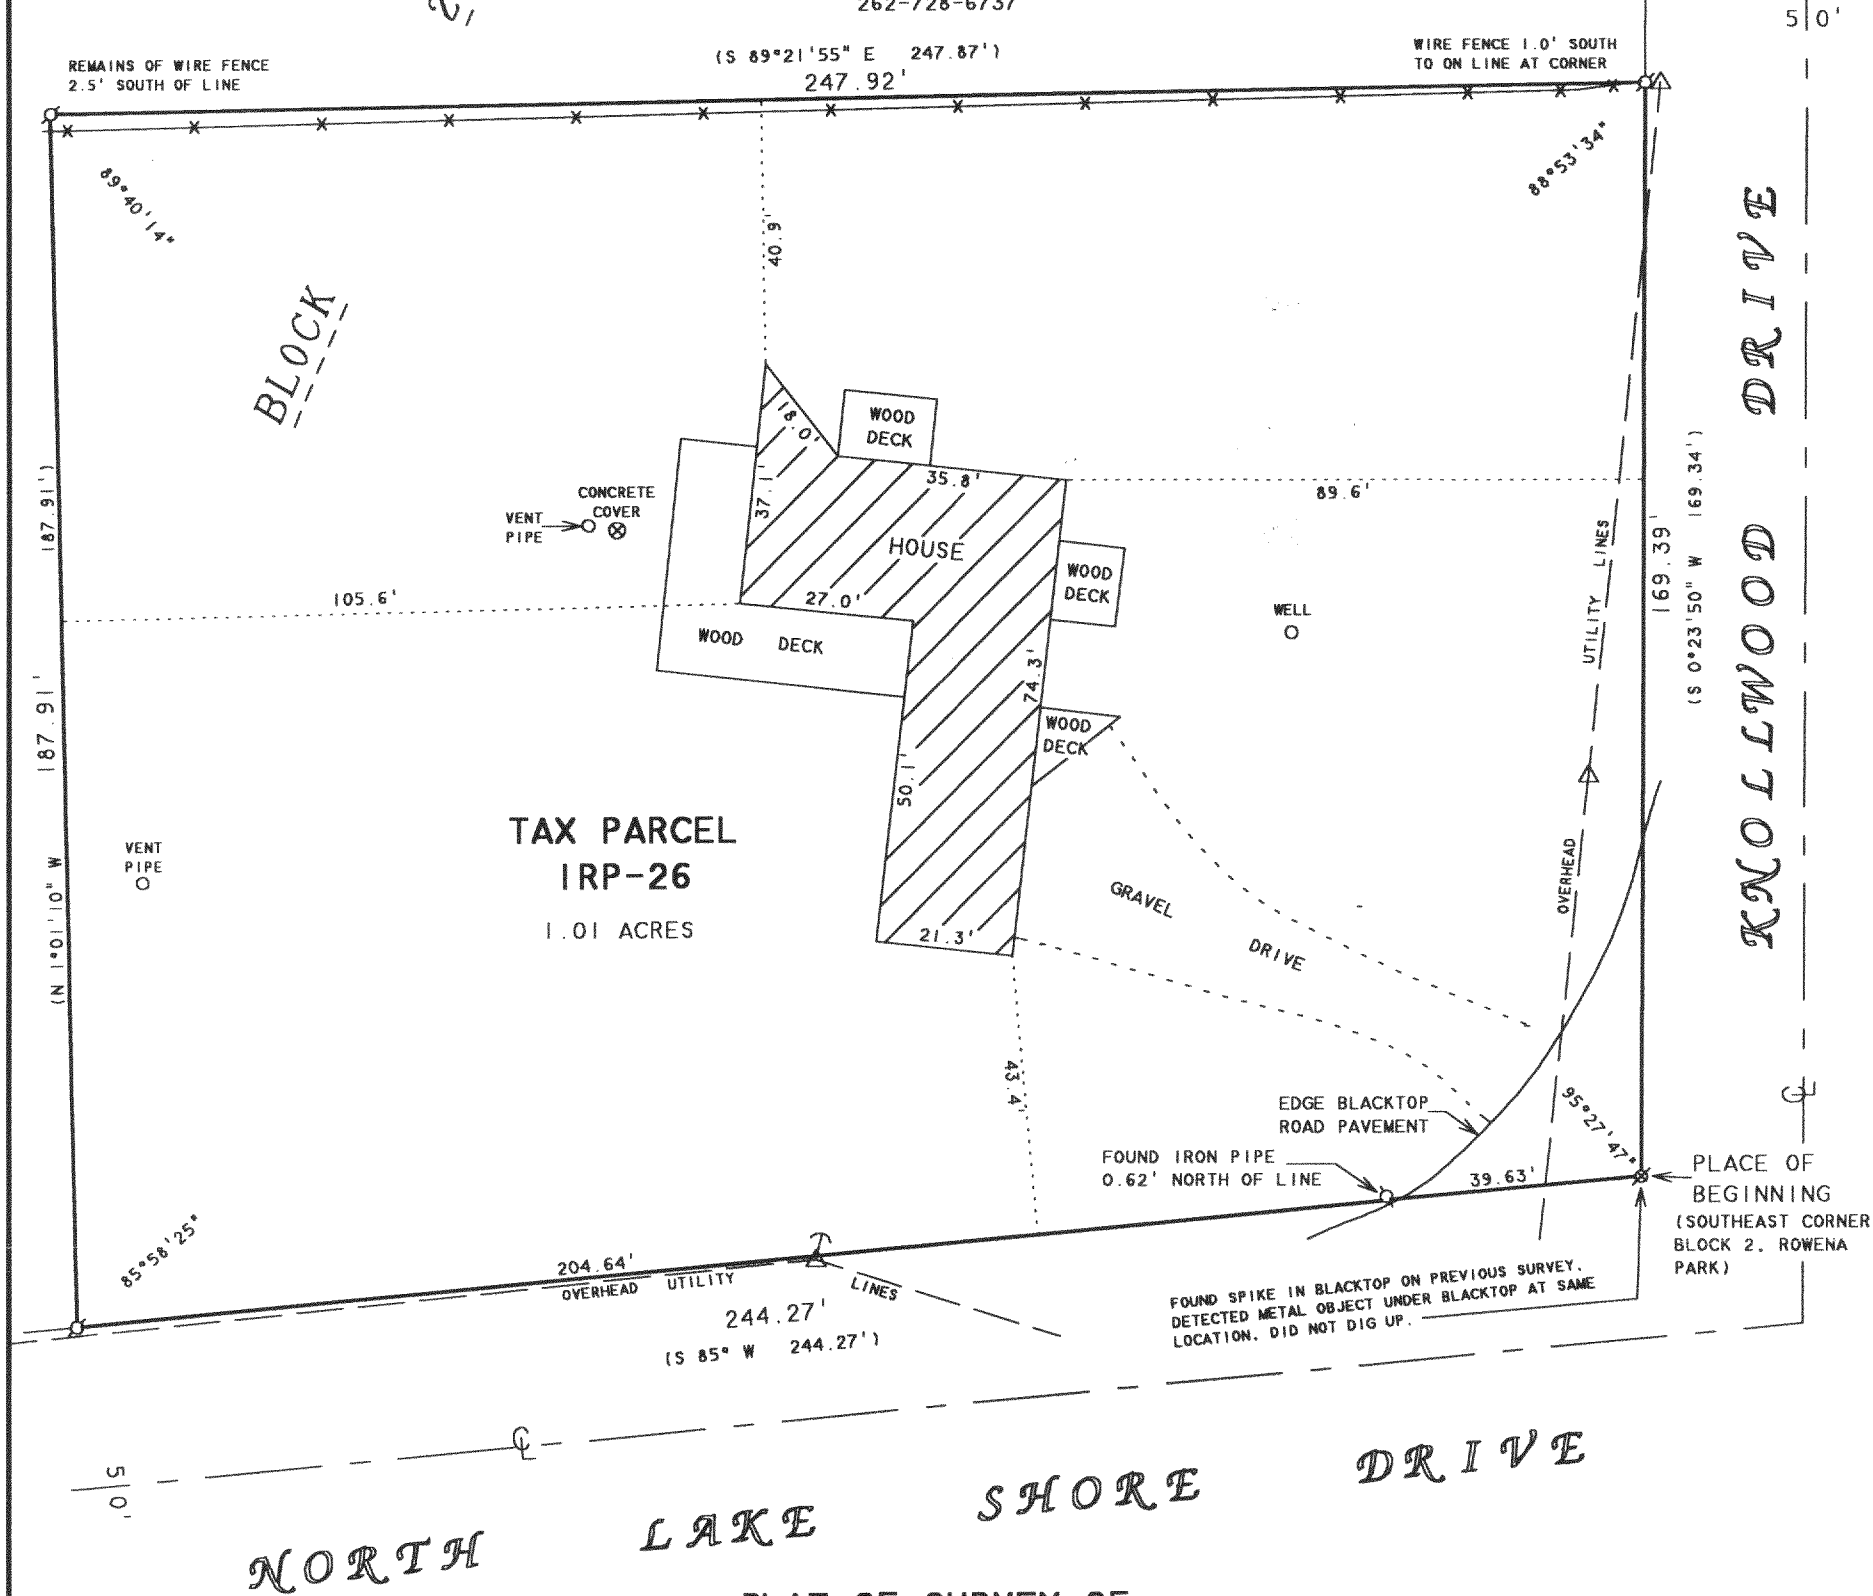 262-728-6737
50'
(S 89°21'55" E 247.87')
247.92'
REMAINS OF WIRE FENCE
2.5' SOUTH OF LINE
WIRE FENCE 1.0' SOUTH
TO ON LINE AT CORNER
89°40'14"
88°53'34"
40.9'
BLOCK
KNOLLWOOD DRIVE
WOOD
DECK
18.0'
35.8'
37.1'
89.6'
CONCRETE
COVER
VENT
PIPE
HOUSE
27.0'
105.6'
WOOD DECK
WOOD
DECK
WELL
UTILITY LINES
OVERHEAD
169.39'
(S 0°23'50" W 169.34')
(187.91')
187.91'
(N 1°01'10" W
74.3'
WOOD
DECK
50.1'
TAX PARCEL
IRP-26
1.01 ACRES
VENT
PIPE
21.3'
GRAVEL
DRIVE
43.4'
EDGE BLACKTOP
ROAD PAVEMENT
FOUND IRON PIPE
0.62' NORTH OF LINE
95°27'47"
39.63'
PLACE OF
BEGINNING
(SOUTHEAST CORNER
BLOCK 2, ROWENA
PARK)
85°58'25"
204.64'
OVERHEAD UTILITY LINES
244.27'
(S 85° W 244.27')
FOUND SPIKE IN BLACKTOP ON PREVIOUS SURVEY.
DETECTED METAL OBJECT UNDER BLACKTOP AT SAME
LOCATION. DID NOT DIG UP.
50'
NORTH LAKE SHORE DRIVE
PLAT OF SURVEY OF